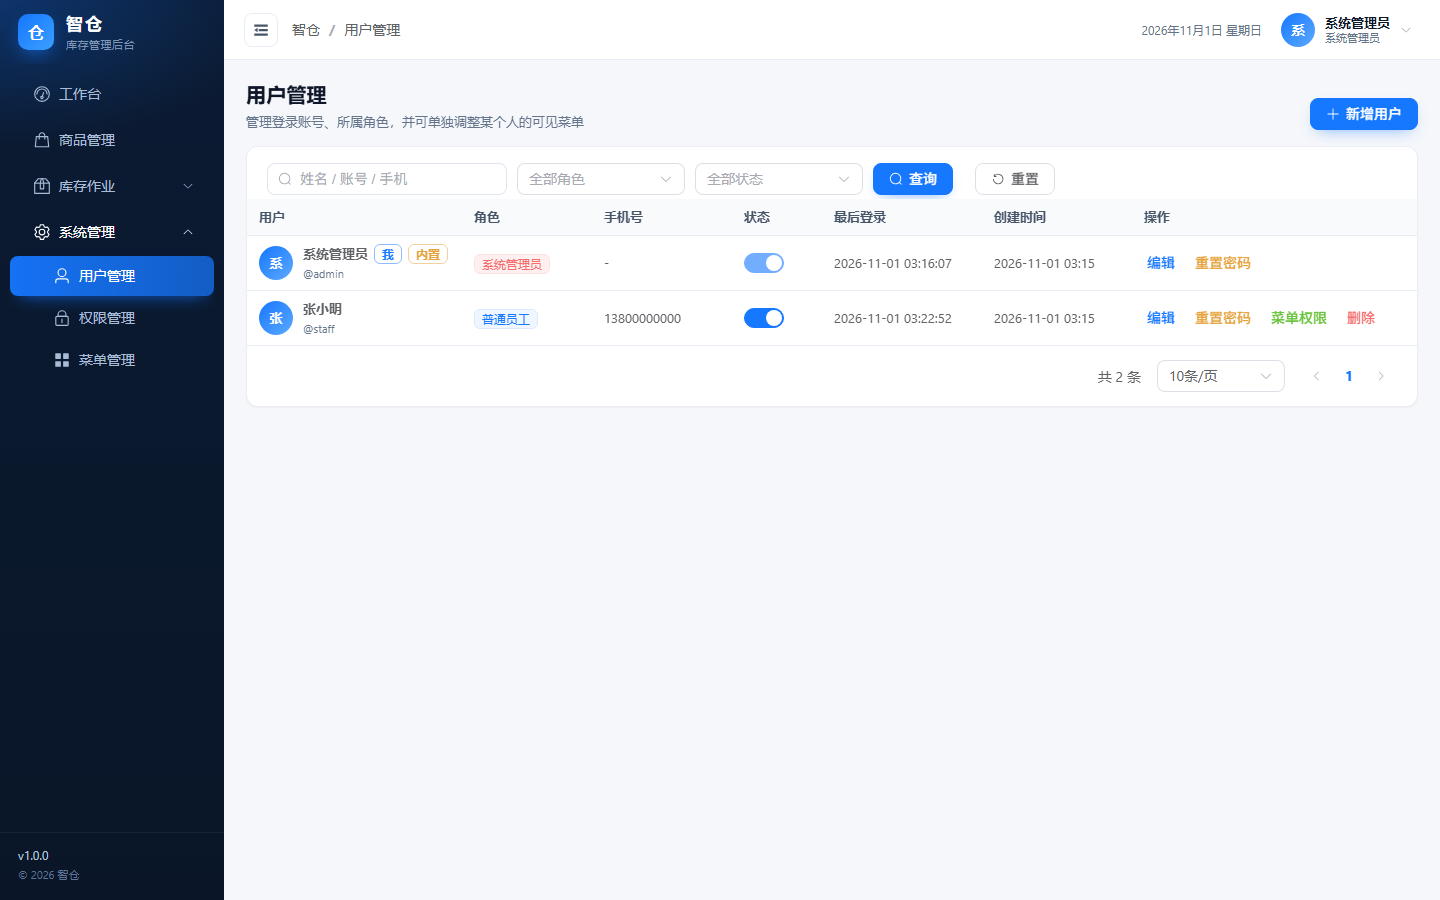 仓
智仓
库存管理后台
工作台
商品管理
库存作业
系统管理
用户管理
权限管理
菜单管理
v1.0.0
© 2026 智仓
智仓 / 用户管理
2026年11月1日 星期日
系
系统管理员
系统管理员
用户管理
管理登录账号、所属角色，并可单独调整某个人的可见菜单
新增用户
姓名 / 账号 / 手机
全部角色
全部状态
查询
重置
用户 角色 手机号 状态 最后登录 创建时间 操作
系 系统管理员 我 内置
@admin
系统管理员 - 2026-11-01 03:16:07 2026-11-01 03:15 编辑 重置密码
张 张小明
@staff
普通员工 13800000000 2026-11-01 03:22:52 2026-11-01 03:15 编辑 重置密码 菜单权限 删除
共 2 条 10条/页 1